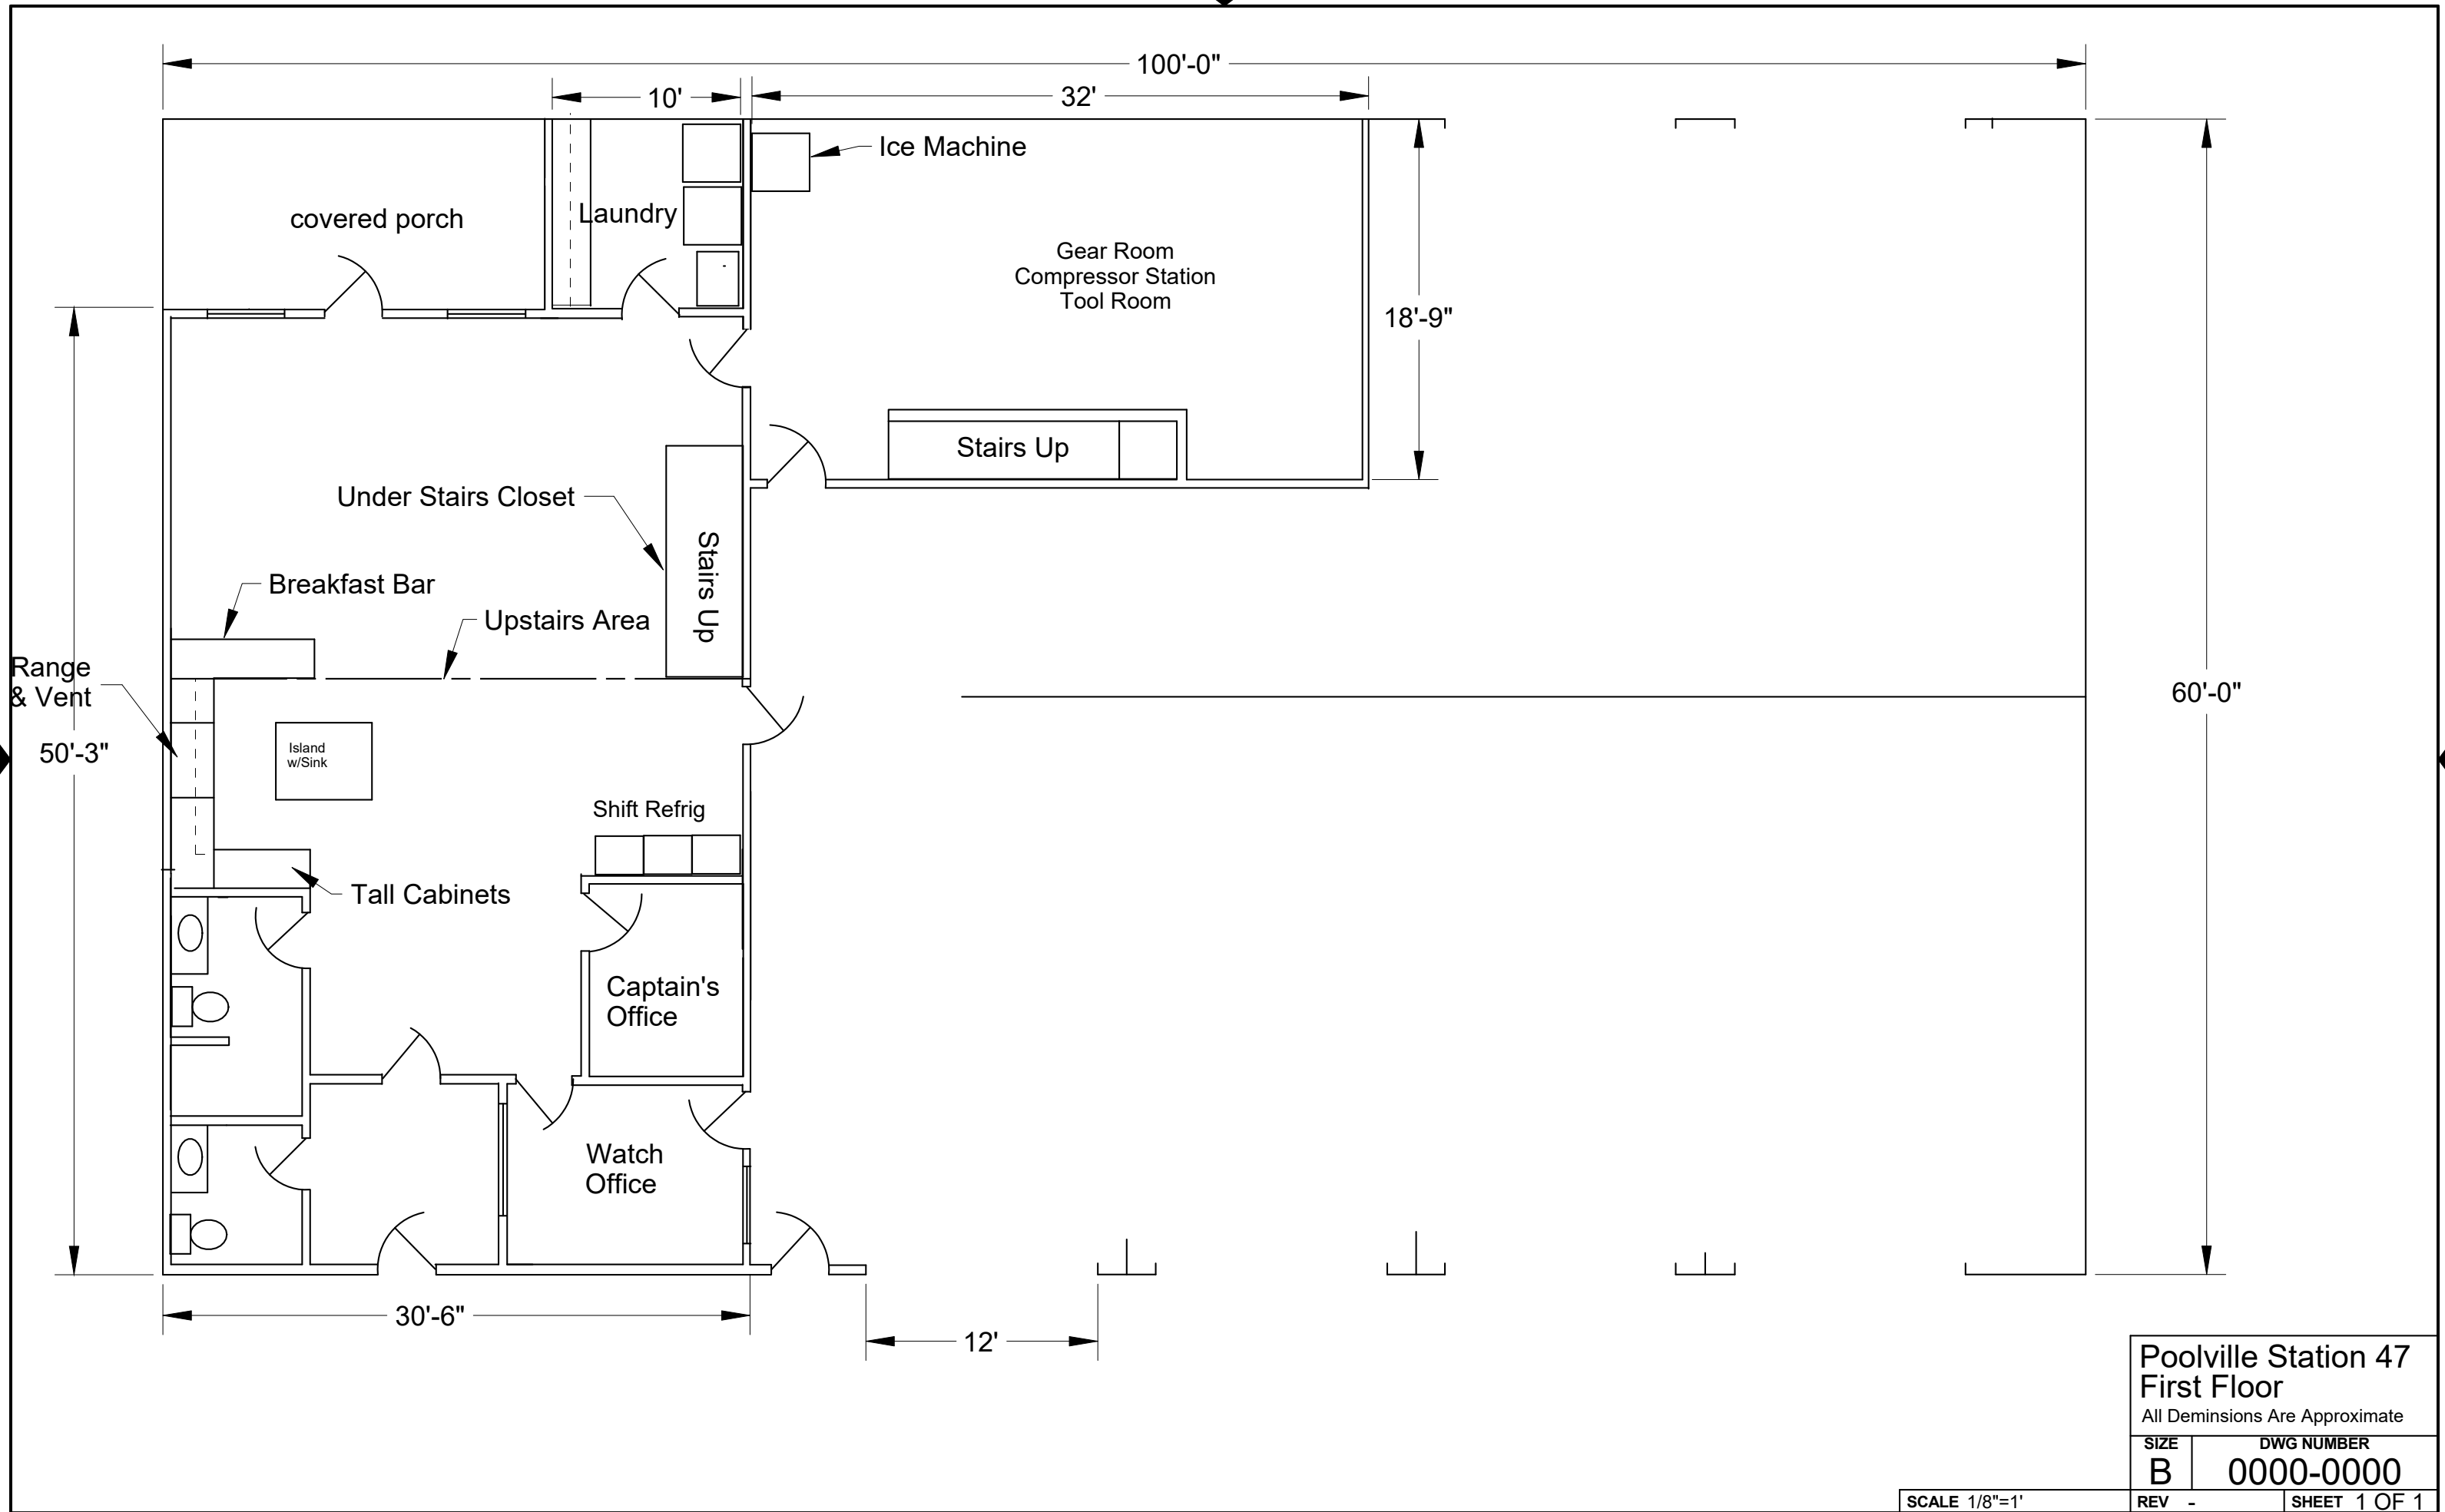 100'-0"
10'
32'
Ice Machine
covered porch
Laundry
Gear Room
Compressor Station
Tool Room
18'-9"
Stairs Up
Under Stairs Closet
Stairs Up
Breakfast Bar
Upstairs Area
Range
& Vent
60'-0"
50'-3"
Island
w/Sink
Shift Refrig
Tall Cabinets
Captain's
Office
Watch
Office
30'-6"
12'
Poolville Station 47
First Floor
All Deminsions Are Approximate
SIZE
B
DWG NUMBER
0000-0000
SCALE 1/8"=1'
REV -
SHEET 1 OF 1